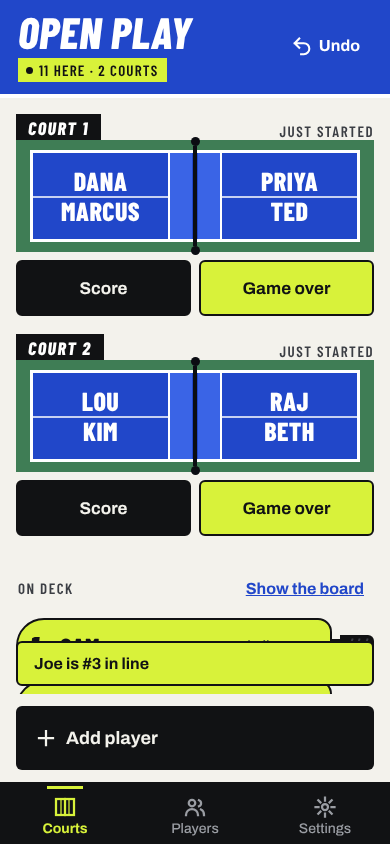 OPEN PLAY
11 HERE · 2 COURTS
Undo
COURT 1
JUST STARTED
DANA
MARCUS
PRIYA
TED
Score
Game over
COURT 2
JUST STARTED
LOU
KIM
RAJ
BETH
Score
Game over
ON DECK
Show the board
Joe is #3 in line
Add player
Courts
Players
Settings